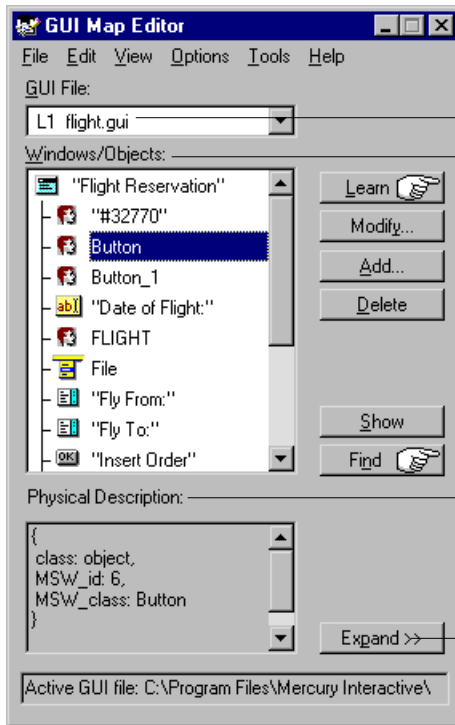 GUI Map Editor
File Edit View Options Tools Help
GUI File:
L1 flight.gui
Windows/Objects:
"Flight Reservation"
"#32770"
Button
Button_1
abI "Date of Flight:"
FLIGHT
File
"Fly From:"
"Fly To:"
OK "Insert Order"
Learn
Modify...
Add...
Delete
Show
Find
Physical Description:
{
class: object,
MSW_id: 6,
MSW_class: Button
}
Expand >>
Active GUI file: C:\Program Files\Mercury Interactive\